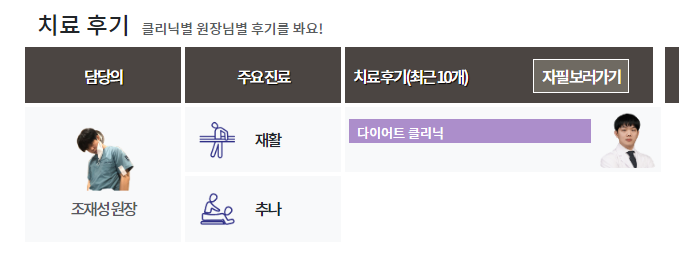 치료 후기 클리닉별 원장님별 후기를 봐요!
담당의 주요진료 치료후기(최근 10개) 자필보러가기
다이어트 클리닉
재활
조재성 원장
추나